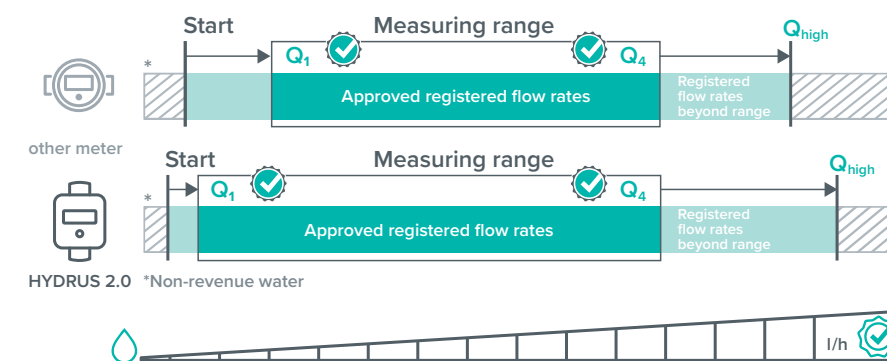 Start
Measuring range
Qhigh
*
Q1
Q4
Approved registered flow rates
Registered
flow rates
beyond range
other meter
Start
Measuring range
Qhigh
*
Q1
Q4
Approved registered flow rates
Registered
flow rates
beyond range
HYDRUS 2.0
*Non-revenue water
l/h